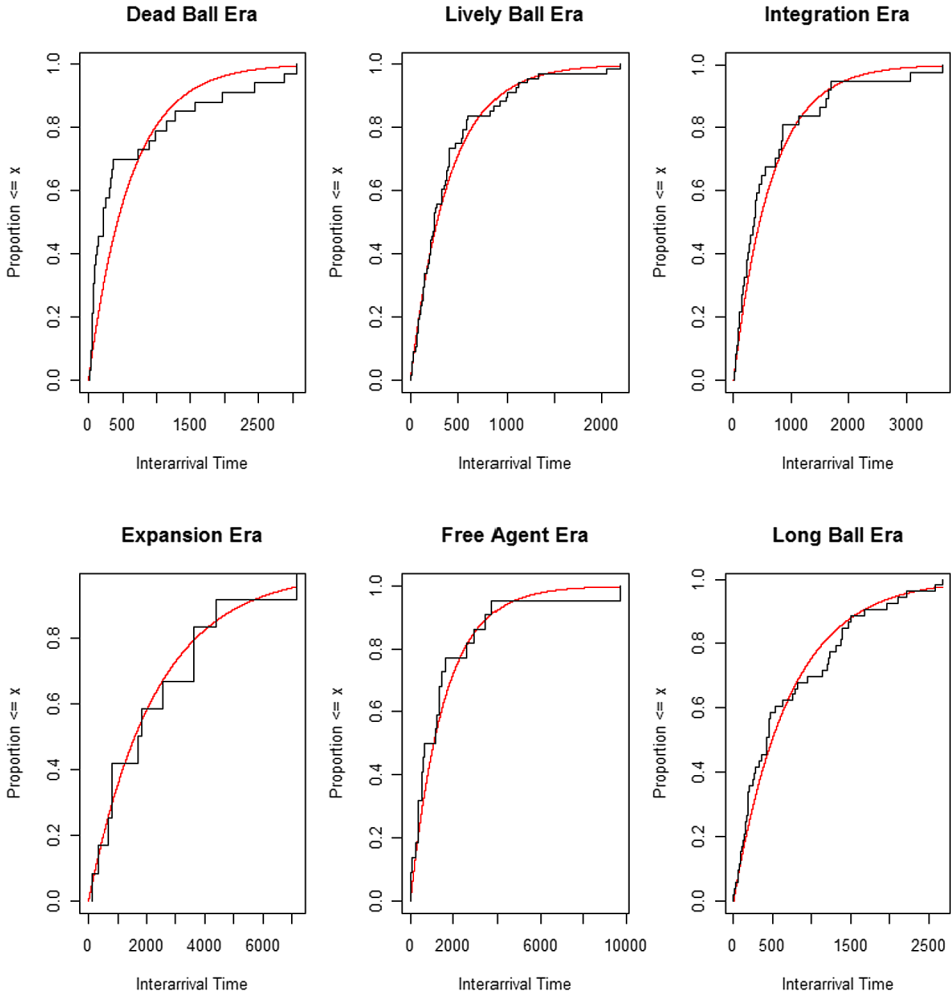 Dead Ball Era
Proportion <= x
0.0 0.2 0.4 0.6 0.8 1.0
0 500 1500 2500
Interarrival Time
Lively Ball Era
Proportion <= x
0.0 0.2 0.4 0.6 0.8 1.0
0 500 1000 2000
Interarrival Time
Integration Era
Proportion <= x
0.0 0.2 0.4 0.6 0.8 1.0
0 1000 2000 3000
Interarrival Time
Expansion Era
Proportion <= x
0.0 0.2 0.4 0.6 0.8
0 2000 4000 6000
Interarrival Time
Free Agent Era
Proportion <= x
0.0 0.2 0.4 0.6 0.8 1.0
0 2000 6000 10000
Interarrival Time
Long Ball Era
Proportion <= x
0.0 0.2 0.4 0.6 0.8 1.0
0 500 1500 2500
Interarrival Time